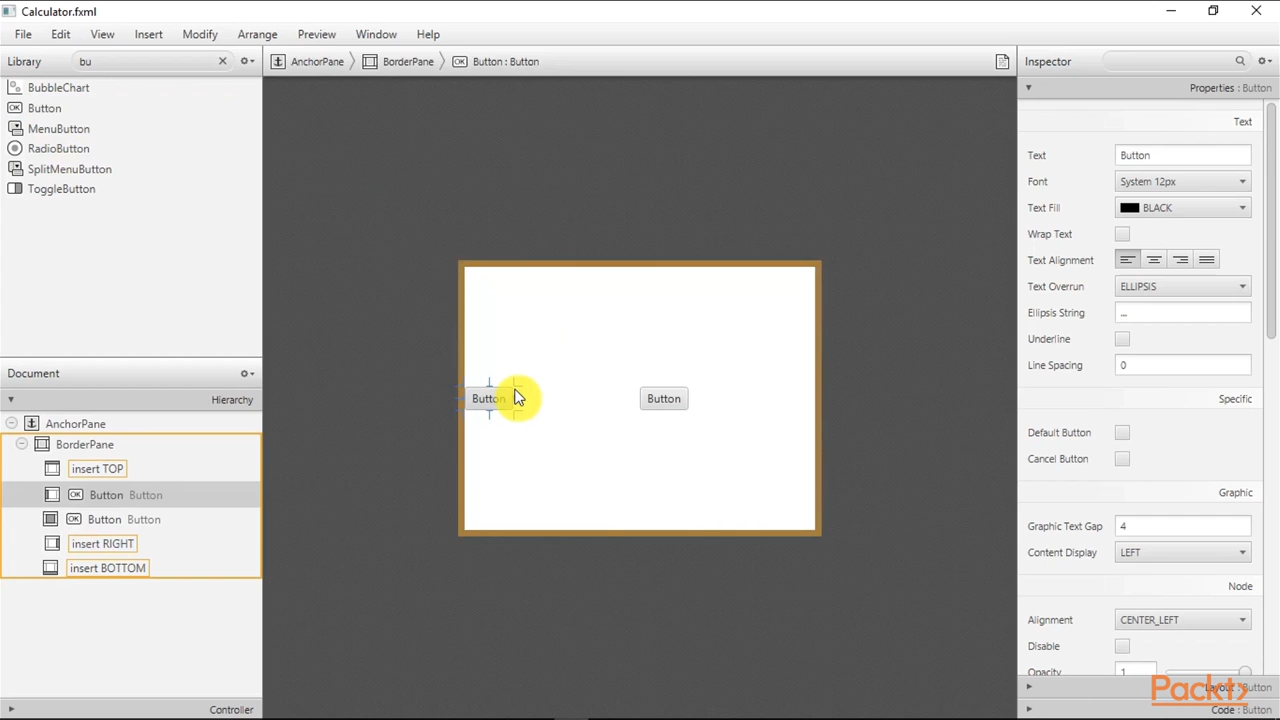 Calculator.fxml
File Edit View Insert Modify Arrange Preview Window Help
Library bu
BubbleChart
Button
MenuButton
RadioButton
SplitMenuButton
ToggleButton
Document
Hierarchy
AnchorPane
BorderPane
insert TOP
Button Button
Button Button
insert RIGHT
insert BOTTOM
Controller
AnchorPane BorderPane Button : Button
Button Button
Inspector
Properties : Button
Text
Text Button
Font System 12px
Text Fill BLACK
Wrap Text
Text Alignment
Text Overrun ELLIPSIS
Ellipsis String ...
Underline
Line Spacing 0
Specific
Default Button
Cancel Button
Graphic
Graphic Text Gap 4
Content Display LEFT
Node
Alignment CENTER_LEFT
Disable
Opacity 1
Layout : Button
Code : Button
Packt>